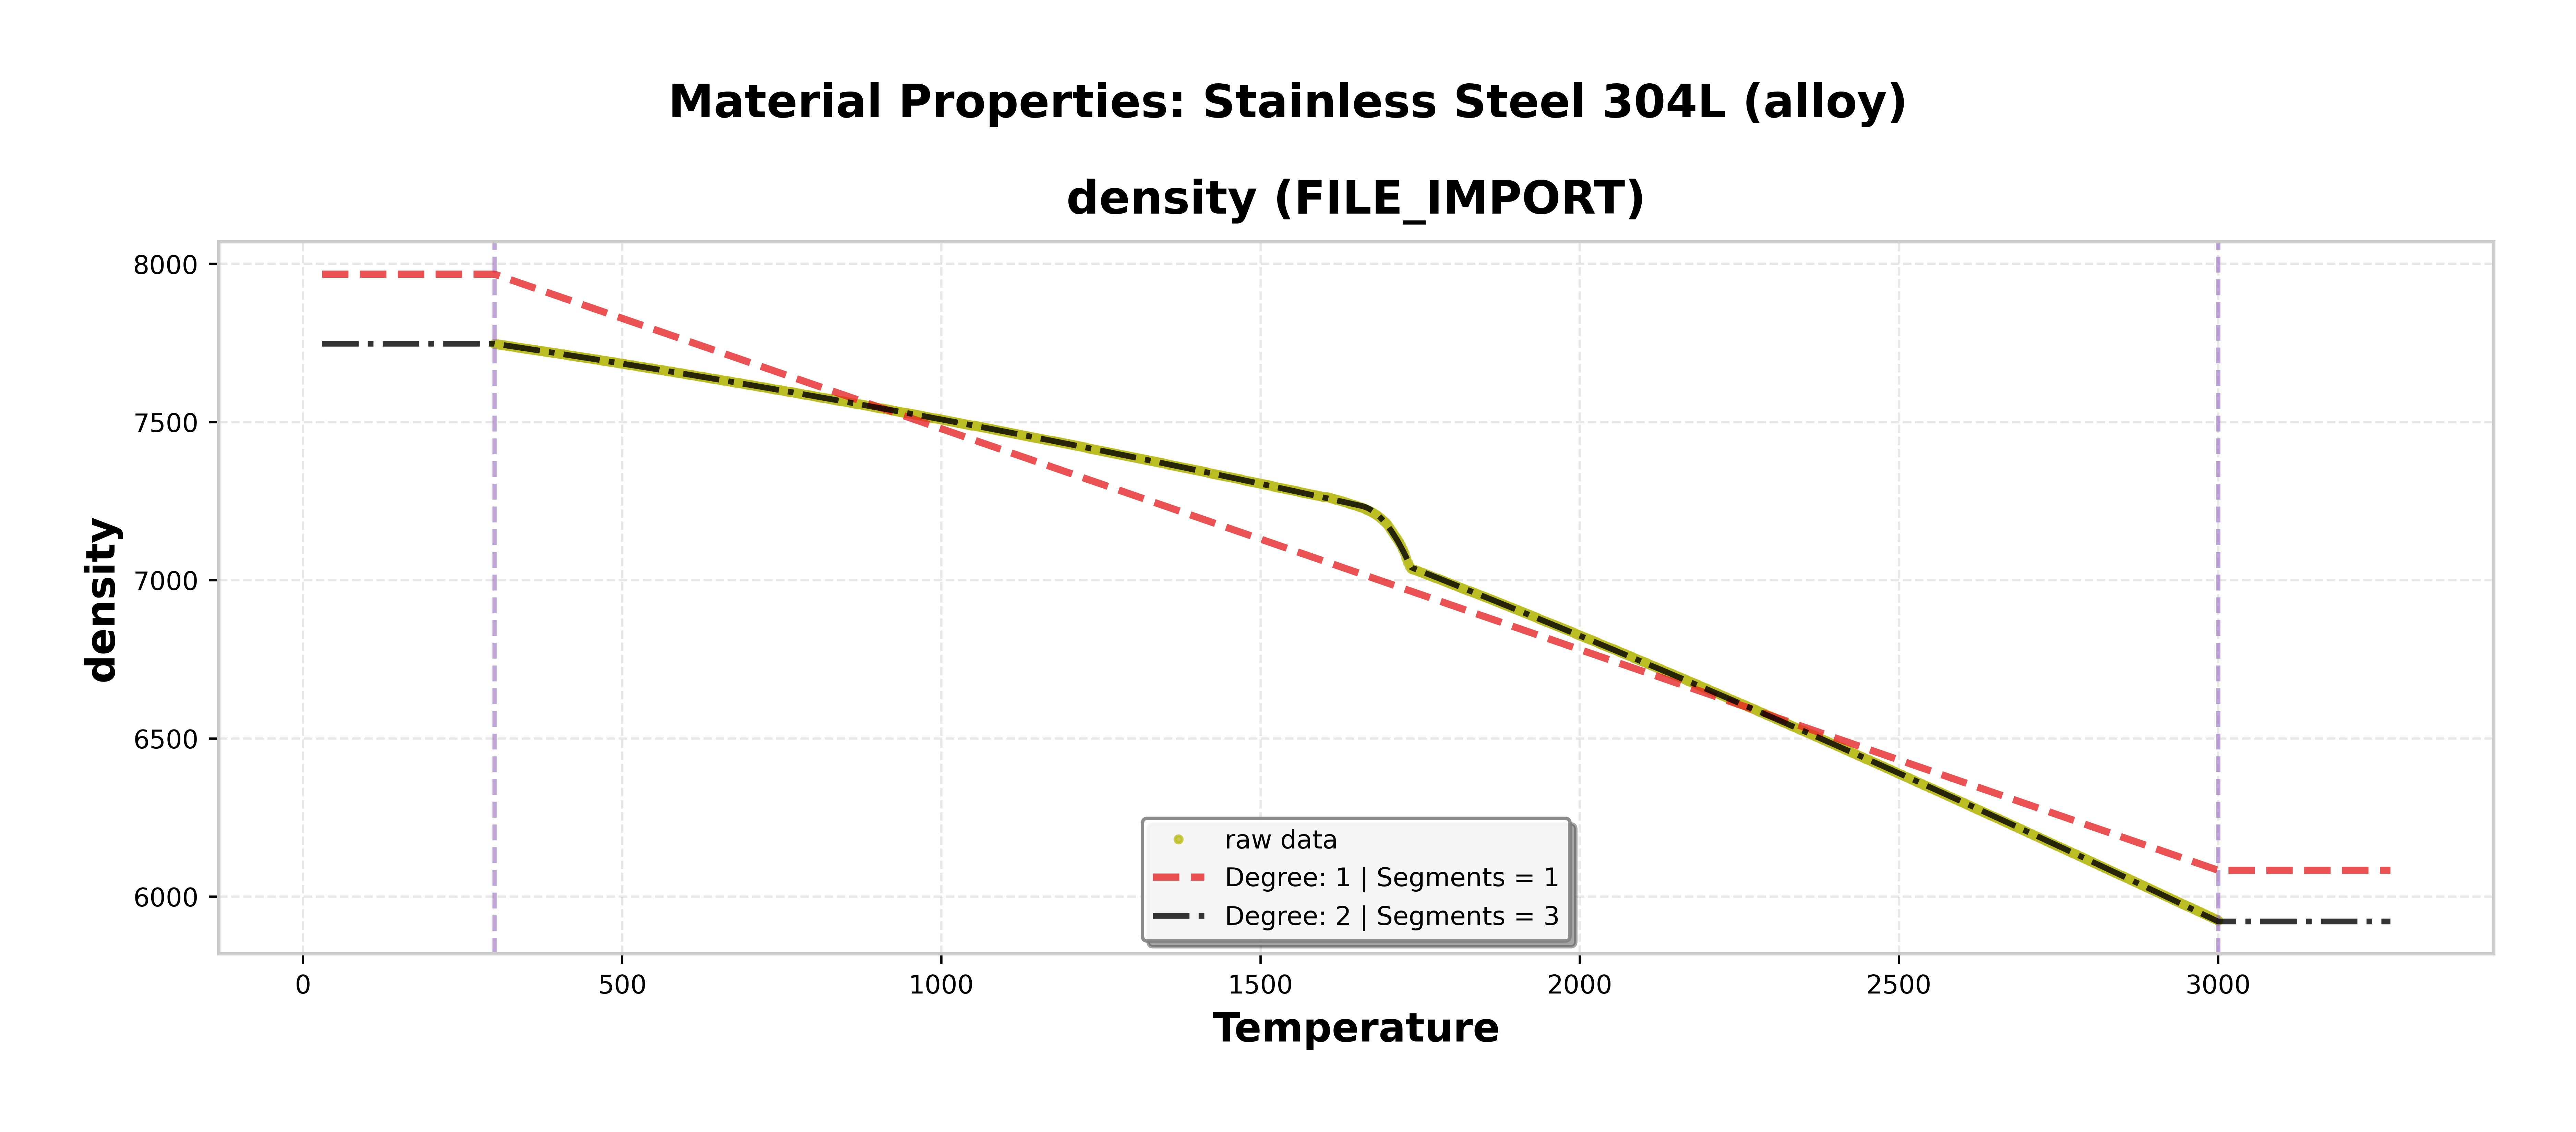 Material Properties: Stainless Steel 304L (alloy)
density (FILE_IMPORT)
density
8000
7500
7000
6500
6000
raw data
Degree: 1 | Segments = 1
Degree: 2 | Segments = 3
0 500 1000 1500 2000 2500 3000
Temperature